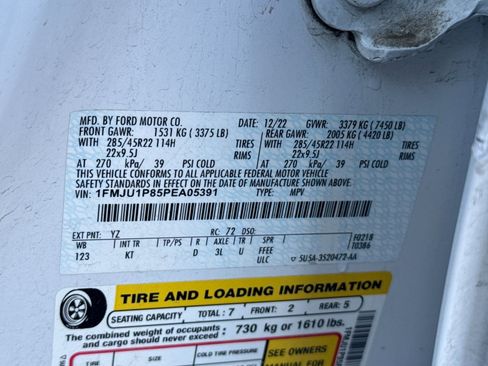 MFD. BY FORD MOTOR CO. 12/22 GVWR: 3379 KG ( 7450 LB)
FRONT GAWR: 1531 KG ( 3375 LB) REAR GAWR: 2005 KG ( 4420 LB)
WITH 285/45R22 114H TIRES WITH 285/45R22 114H TIRES
22x9.5J RIMS 22x9.5J RIMS
AT 270 kPa/ 39 PSI COLD AT 270 kPa/ 39 PSI COLD
THIS VEHICLE CONFORMS TO ALL APPLICABLE FEDERAL MOTOR VEHICLE
SAFETY STANDARDS IN EFFECT ON THE DATE OF MANUFACTURE SHOWN ABOVE.
VIN: 1FMJU1P85PEA05391 TYPE: MPV
EXT PNT: YZ RC: 72 DSO: F0218
WB INT TR TP/PS R AXLE TR SPR T0386
123 KT D 3L U FFEE
ULC 5U5A-3520472-AA
TIRE AND LOADING INFORMATION
SEATING CAPACITY TOTAL: 7 FRONT: 2 REAR: 5
The combined weight of occupants and cargo should never exceed: 730 kg or 1610 lbs.
TIRE SIZE COLD TIRE PRESSURE SEE OWNERS
MANUAL FOR